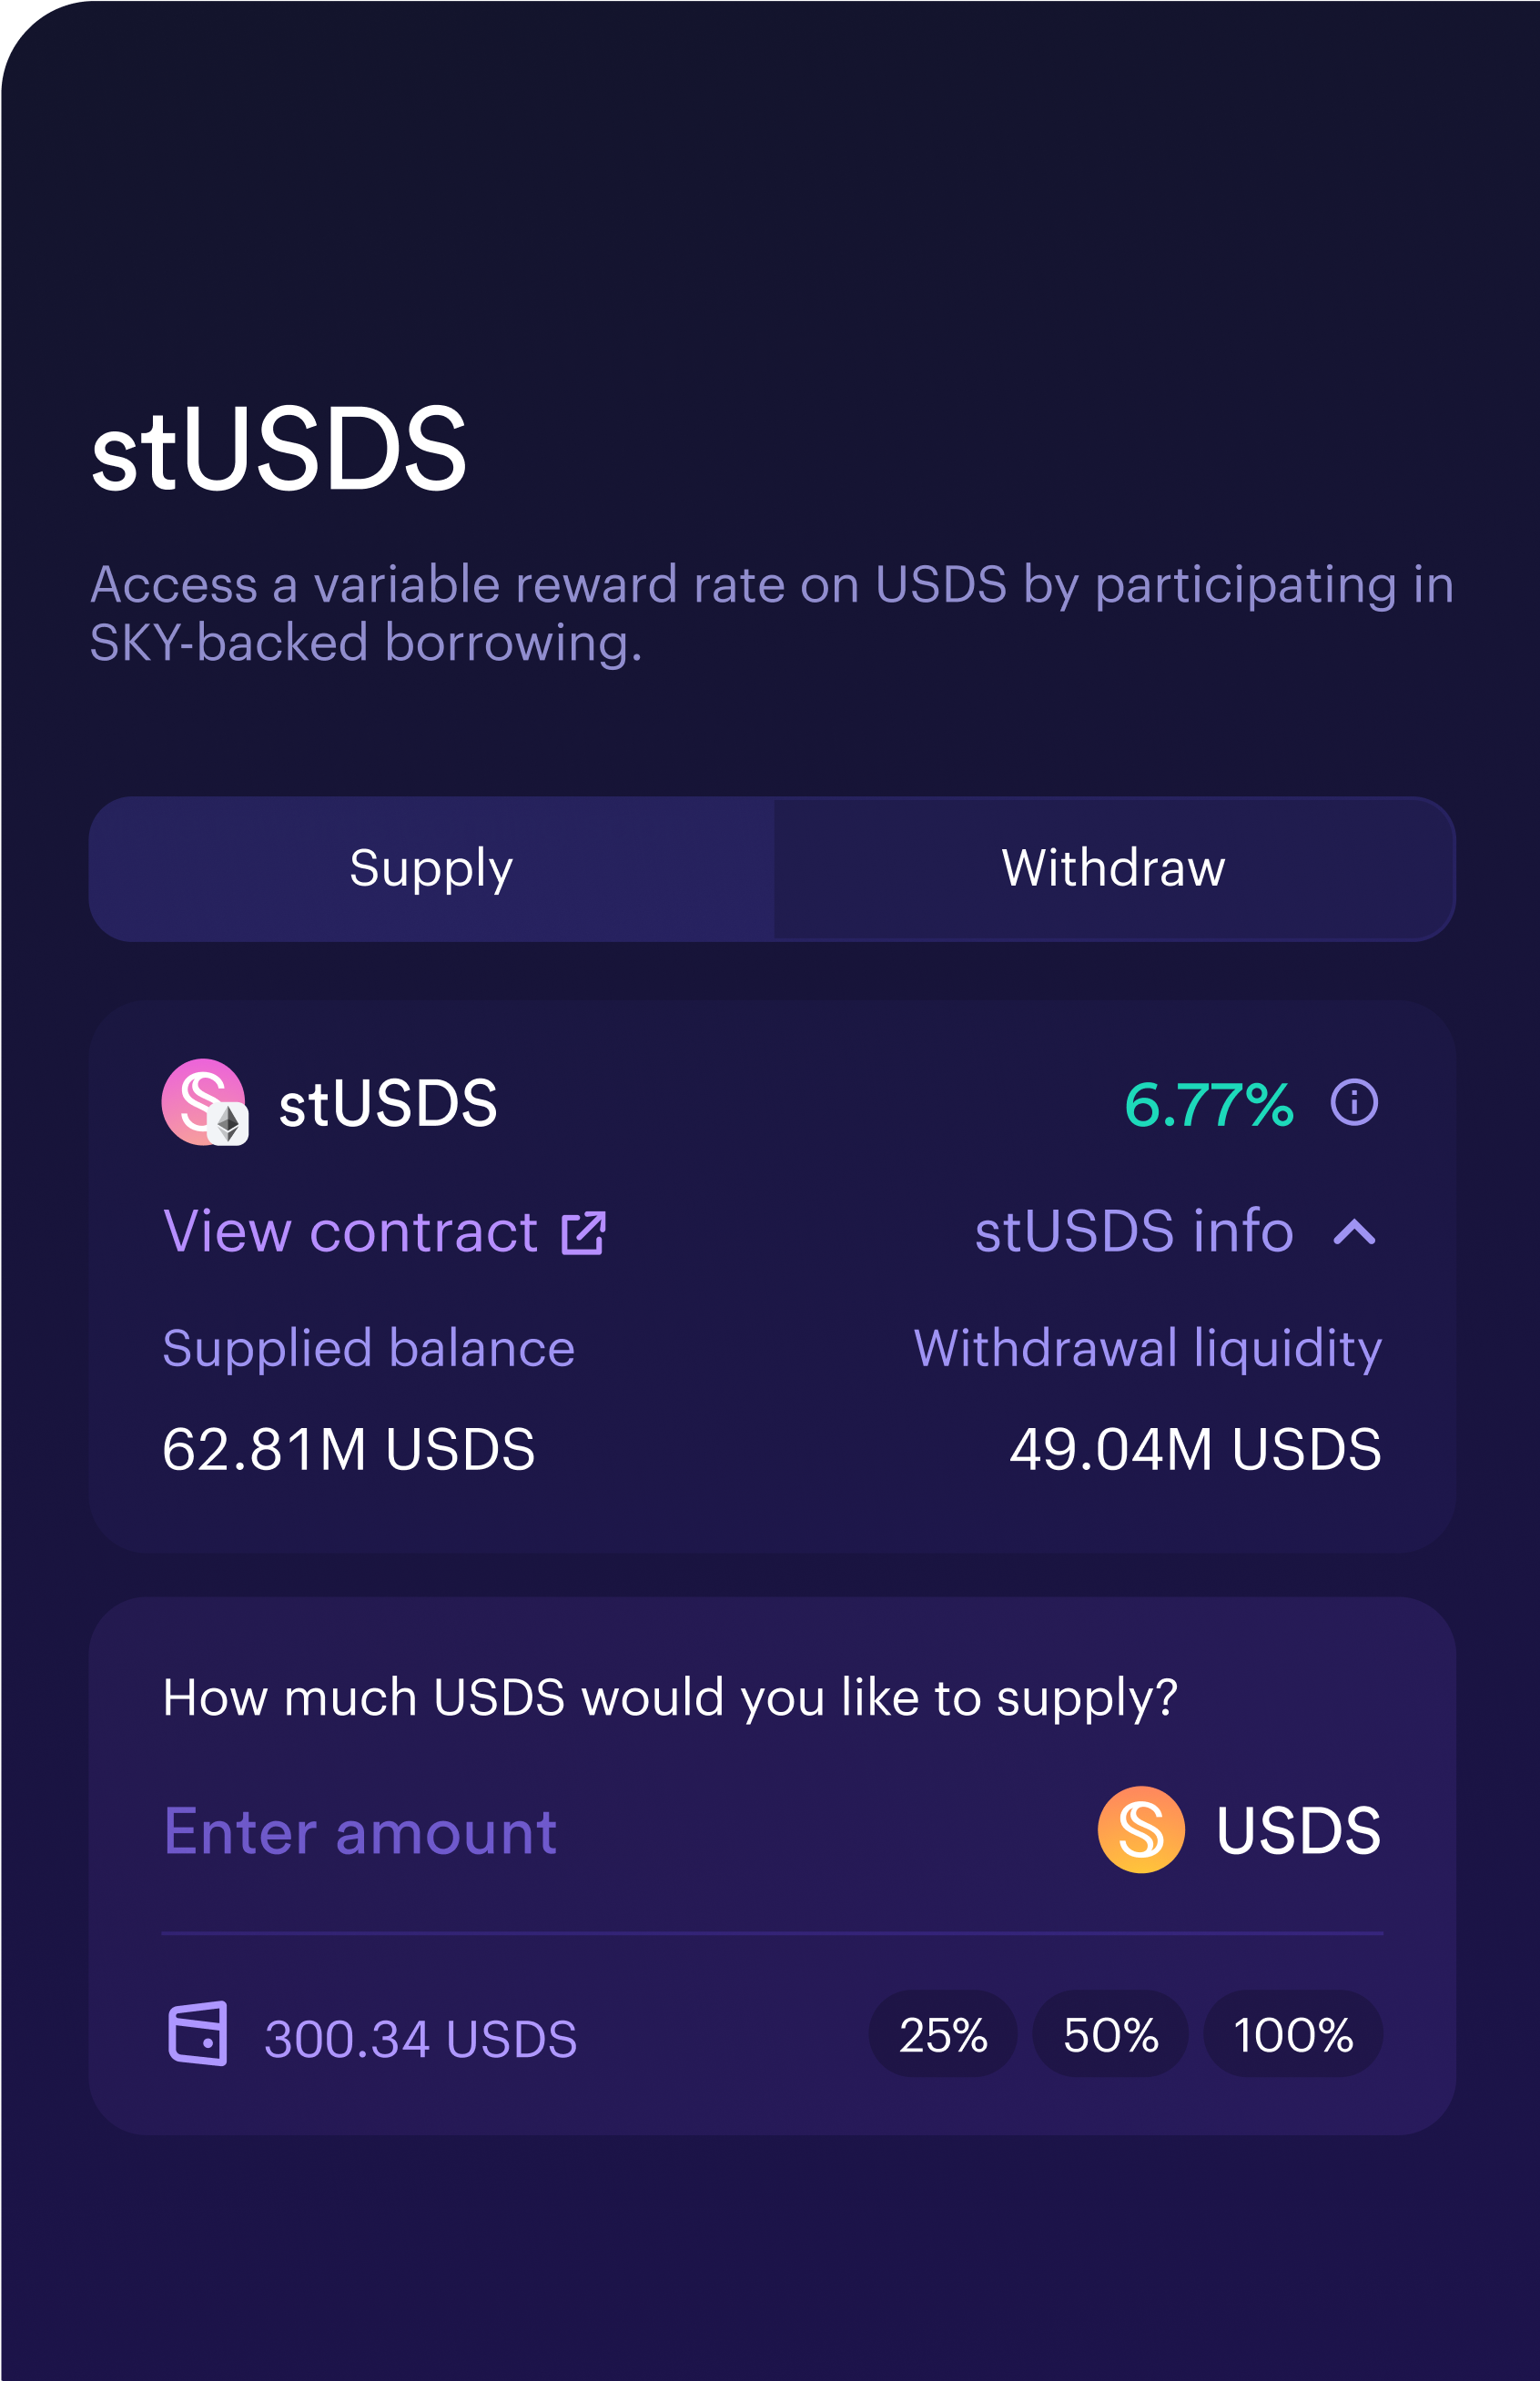 stUSDS
Access a variable reward rate on USDS by participating in
SKY-backed borrowing.
Supply
Withdraw
stUSDS
6.77%
View contract
stUSDS info
Supplied balance
Withdrawal liquidity
62.81M USDS
49.04M USDS
How much USDS would you like to supply?
Enter amount
USDS
300.34 USDS
25%
50%
100%